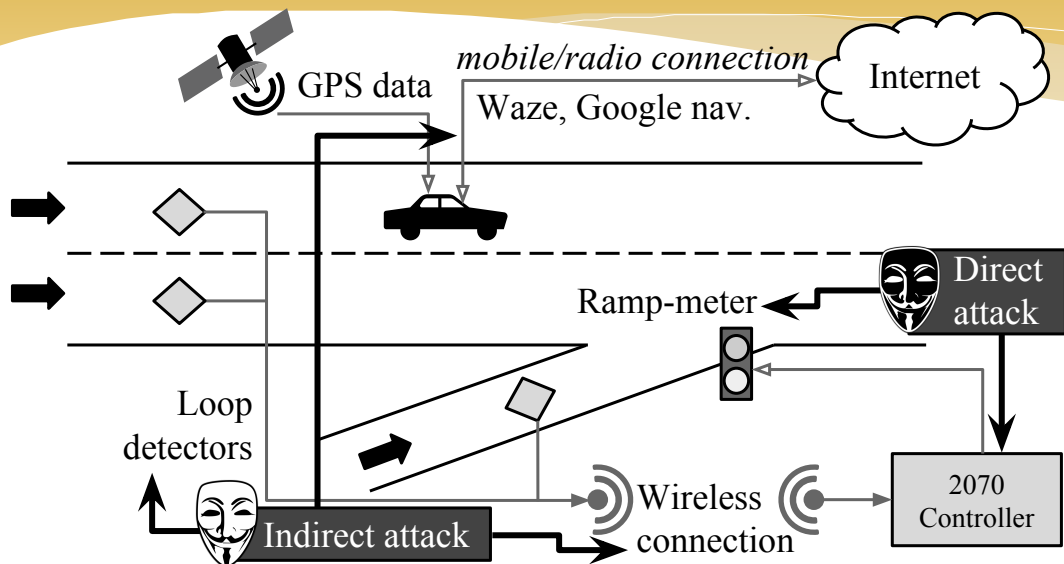 mobile/radio connection
Internet
GPS data
Waze, Google nav.
Direct
attack
Ramp-meter
Loop
detectors
Wireless
connection
2070
Controller
Indirect attack